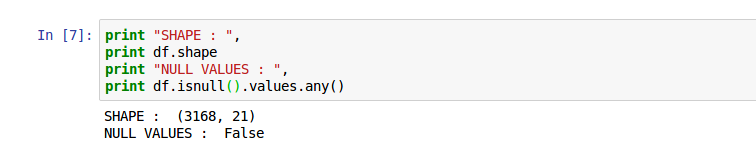 In [7]: print "SHAPE : ",
print df.shape
print "NULL VALUES : ",
print df.isnull().values.any()
SHAPE :  (3168, 21)
NULL VALUES :  False